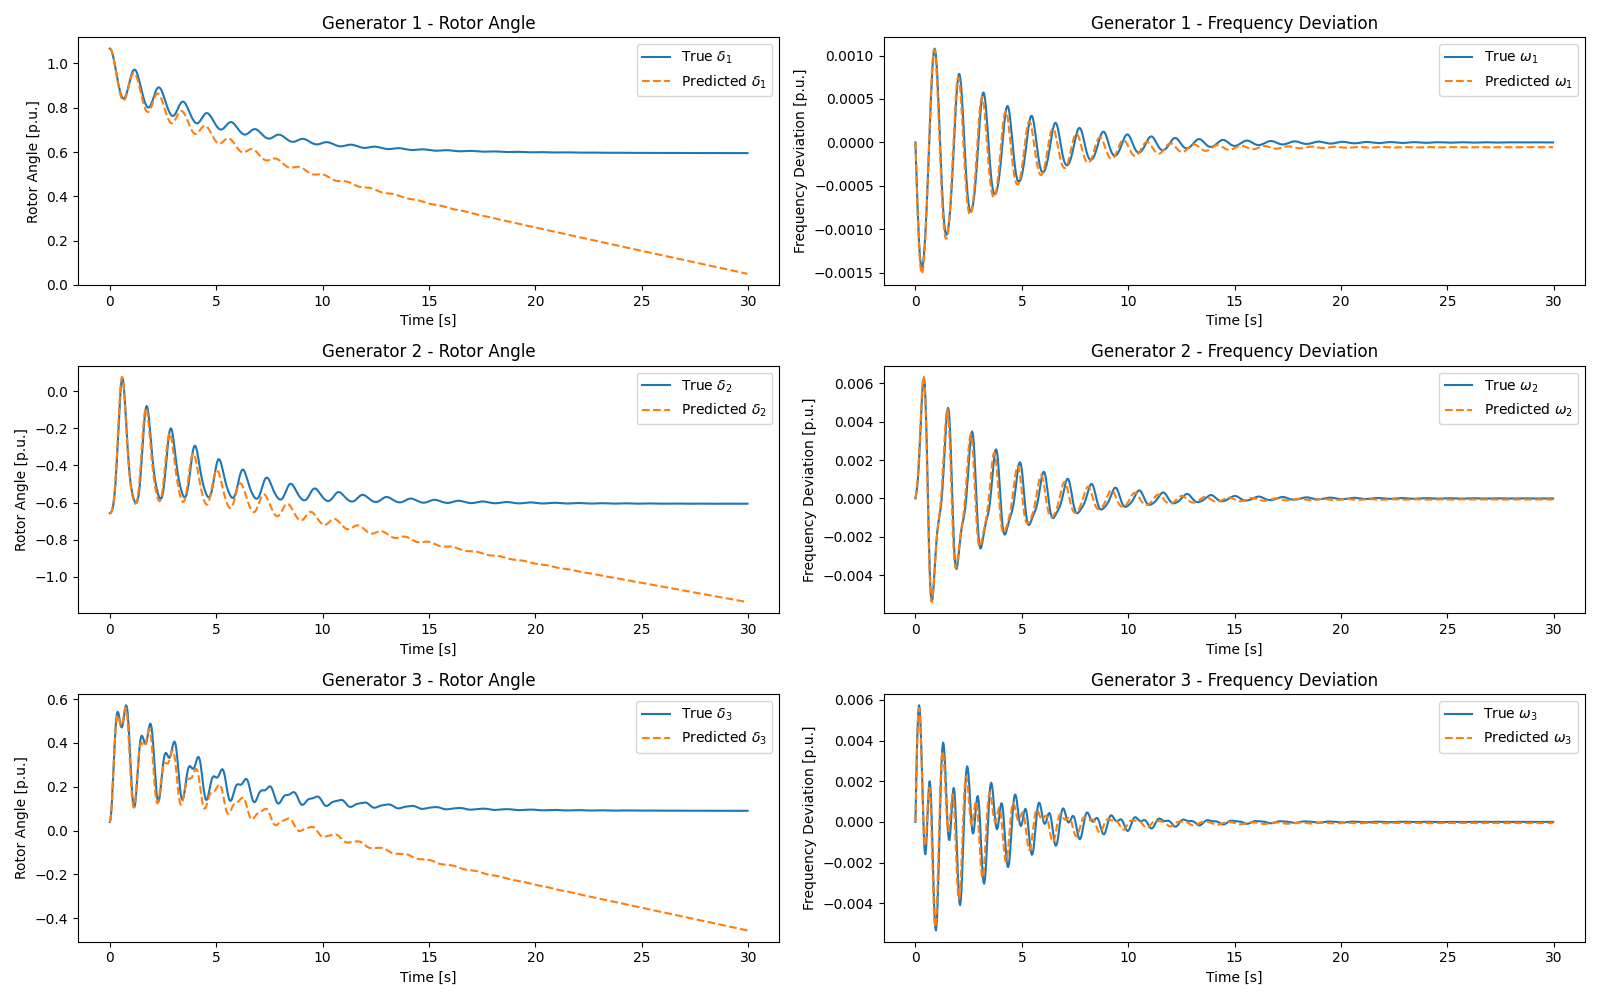 Generator 1 - Rotor Angle
Rotor Angle [p.u.]
1.0
0.8
0.6
0.4
0.2
0.0
True δ₁
Predicted δ₁
0 5 10 15 20 25 30
Time [s]
Generator 1 - Frequency Deviation
Frequency Deviation [p.u.]
0.0010
0.0005
0.0000
−0.0005
−0.0010
−0.0015
True ω₁
Predicted ω₁
0 5 10 15 20 25 30
Time [s]
Generator 2 - Rotor Angle
Rotor Angle [p.u.]
0.0
−0.2
−0.4
−0.6
−0.8
−1.0
True δ₂
Predicted δ₂
0 5 10 15 20 25 30
Time [s]
Generator 2 - Frequency Deviation
Frequency Deviation [p.u.]
0.006
0.004
0.002
0.000
−0.002
−0.004
True ω₂
Predicted ω₂
0 5 10 15 20 25 30
Time [s]
Generator 3 - Rotor Angle
Rotor Angle [p.u.]
0.6
0.4
0.2
0.0
−0.2
−0.4
True δ₃
Predicted δ₃
0 5 10 15 20 25 30
Time [s]
Generator 3 - Frequency Deviation
Frequency Deviation [p.u.]
0.006
0.004
0.002
0.000
−0.002
−0.004
True ω₃
Predicted ω₃
0 5 10 15 20 25 30
Time [s]